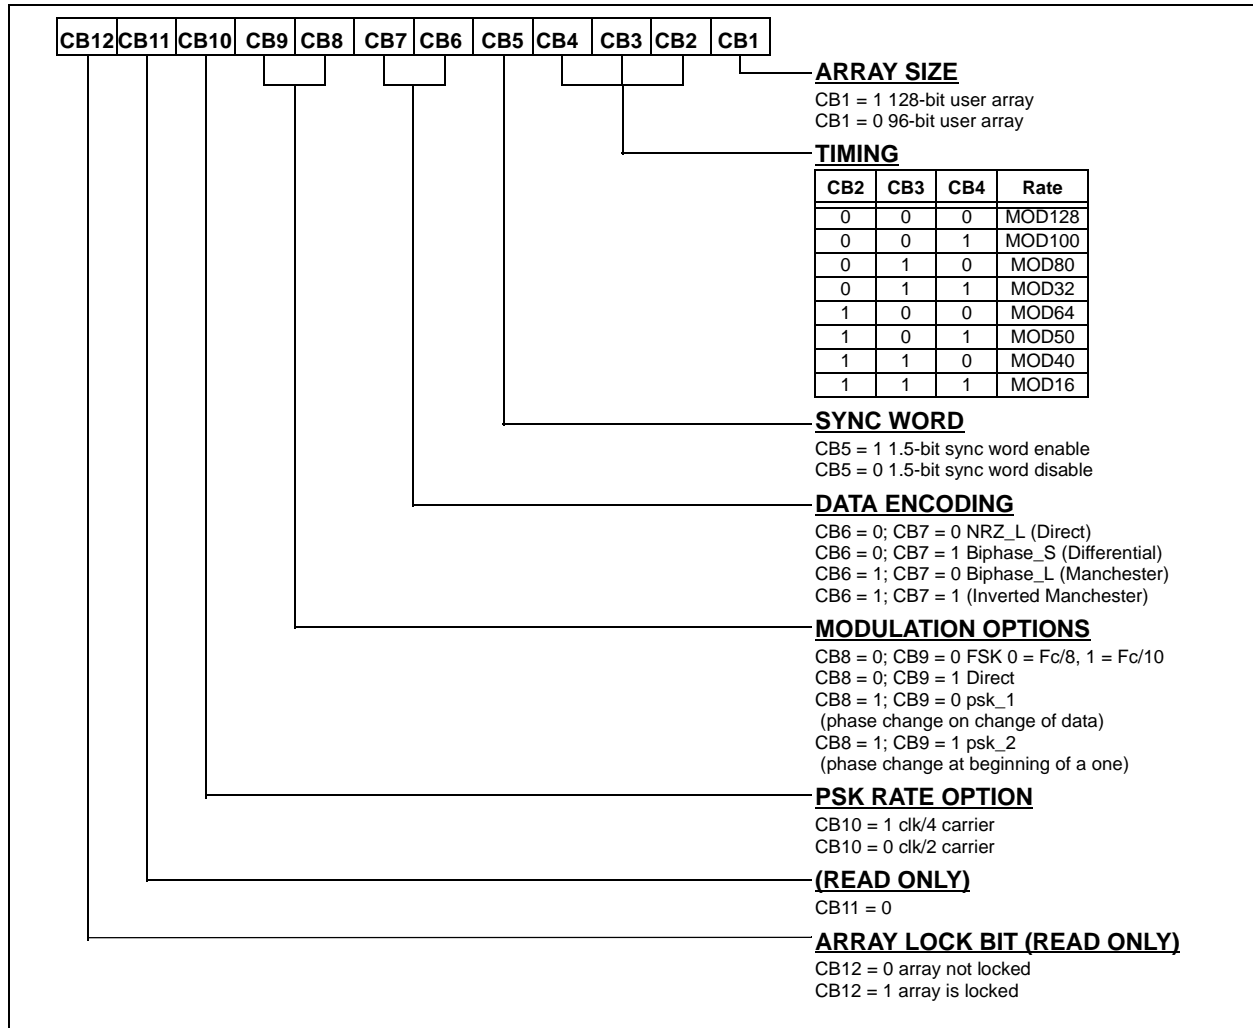 CB12 CB11 CB10 CB9 CB8 CB7 CB6 CB5 CB4 CB3 CB2 CB1
ARRAY SIZE
CB1 = 1 128-bit user array
CB1 = 0 96-bit user array
TIMING
CB2 CB3 CB4 Rate
0 0 0 MOD128
0 0 1 MOD100
0 1 0 MOD80
0 1 1 MOD32
1 0 0 MOD64
1 0 1 MOD50
1 1 0 MOD40
1 1 1 MOD16
SYNC WORD
CB5 = 1 1.5-bit sync word enable
CB5 = 0 1.5-bit sync word disable
DATA ENCODING
CB6 = 0; CB7 = 0 NRZ_L (Direct)
CB6 = 0; CB7 = 1 Biphase_S (Differential)
CB6 = 1; CB7 = 0 Biphase_L (Manchester)
CB6 = 1; CB7 = 1 (Inverted Manchester)
MODULATION OPTIONS
CB8 = 0; CB9 = 0 FSK 0 = Fc/8, 1 = Fc/10
CB8 = 0; CB9 = 1 Direct
CB8 = 1; CB9 = 0 psk_1
(phase change on change of data)
CB8 = 1; CB9 = 1 psk_2
(phase change at beginning of a one)
PSK RATE OPTION
CB10 = 1 clk/4 carrier
CB10 = 0 clk/2 carrier
(READ ONLY)
CB11 = 0
ARRAY LOCK BIT (READ ONLY)
CB12 = 0 array not locked
CB12 = 1 array is locked